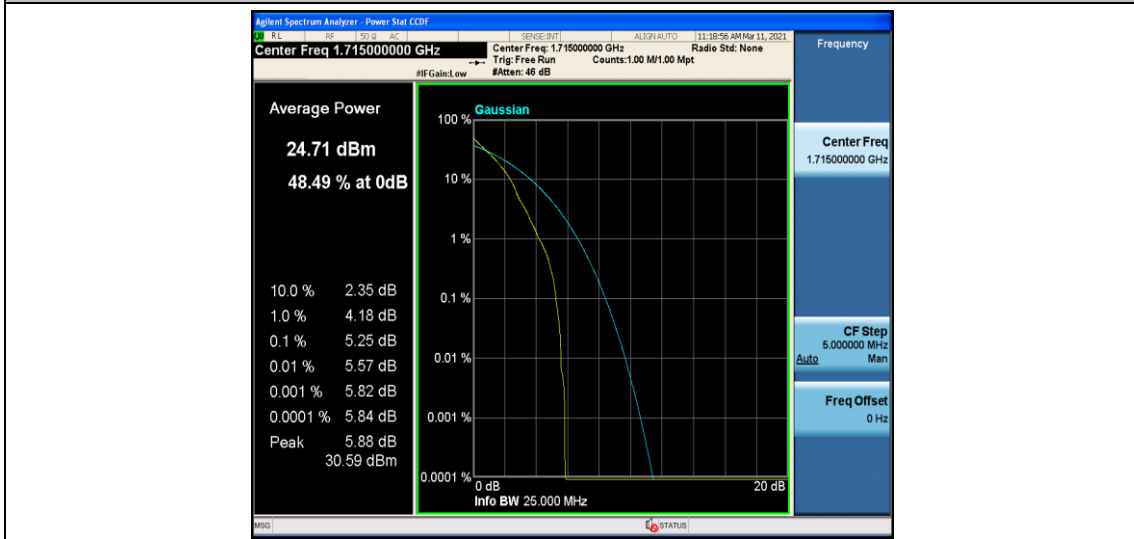 Agilent Spectrum Analyzer - Power Stat CCDF
RL RF 50 Ω AC SENSE:INT ALIGN AUTO 11:18:56 AM Mar 11, 2021
Center Freq 1.715000000 GHz
Center Freq: 1.715000000 GHz Radio Std: None
Trig: Free Run Counts:1.00 M/1.00 Mpt
#IFGain:Low #Atten: 46 dB
Frequency
Average Power
24.71 dBm
48.49 % at 0dB
10.0 % 2.35 dB
1.0 % 4.18 dB
0.1 % 5.25 dB
0.01 % 5.57 dB
0.001 % 5.82 dB
0.0001 % 5.84 dB
Peak 5.88 dB
30.59 dBm
Gaussian
100 %
10 %
1 %
0.1 %
0.01 %
0.001 %
0.0001 %
0 dB 20 dB
Info BW 25.000 MHz
Center Freq
1.715000000 GHz
CF Step
5.000000 MHz
Auto Man
Freq Offset
0 Hz
MSG STATUS